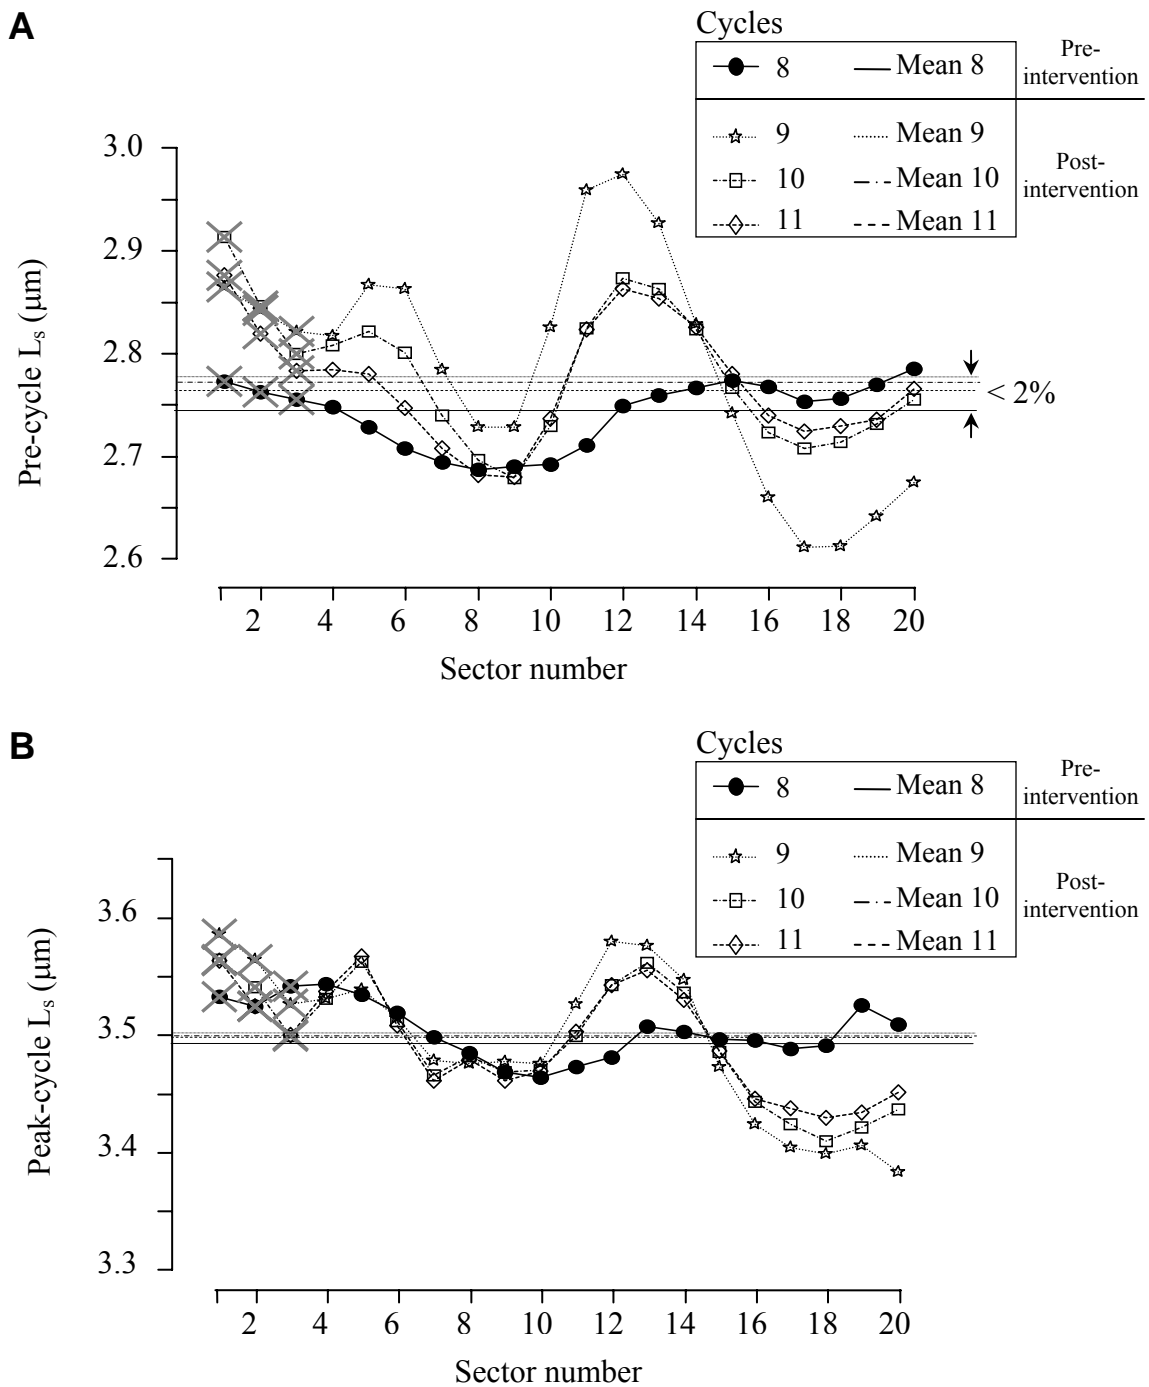 A
Cycles
8 Mean 8
Pre-
intervention
9 Mean 9
10 Mean 10
11 Mean 11
Post-
intervention
3.0
2.9
2.8
2.7
2.6
Pre-cycle Ls (μm)
< 2%
2 4 6 8 10 12 14 16 18 20
Sector number
B
Cycles
8 Mean 8
Pre-
intervention
9 Mean 9
10 Mean 10
11 Mean 11
Post-
intervention
3.6
3.5
3.4
3.3
Peak-cycle Ls (μm)
2 4 6 8 10 12 14 16 18 20
Sector number